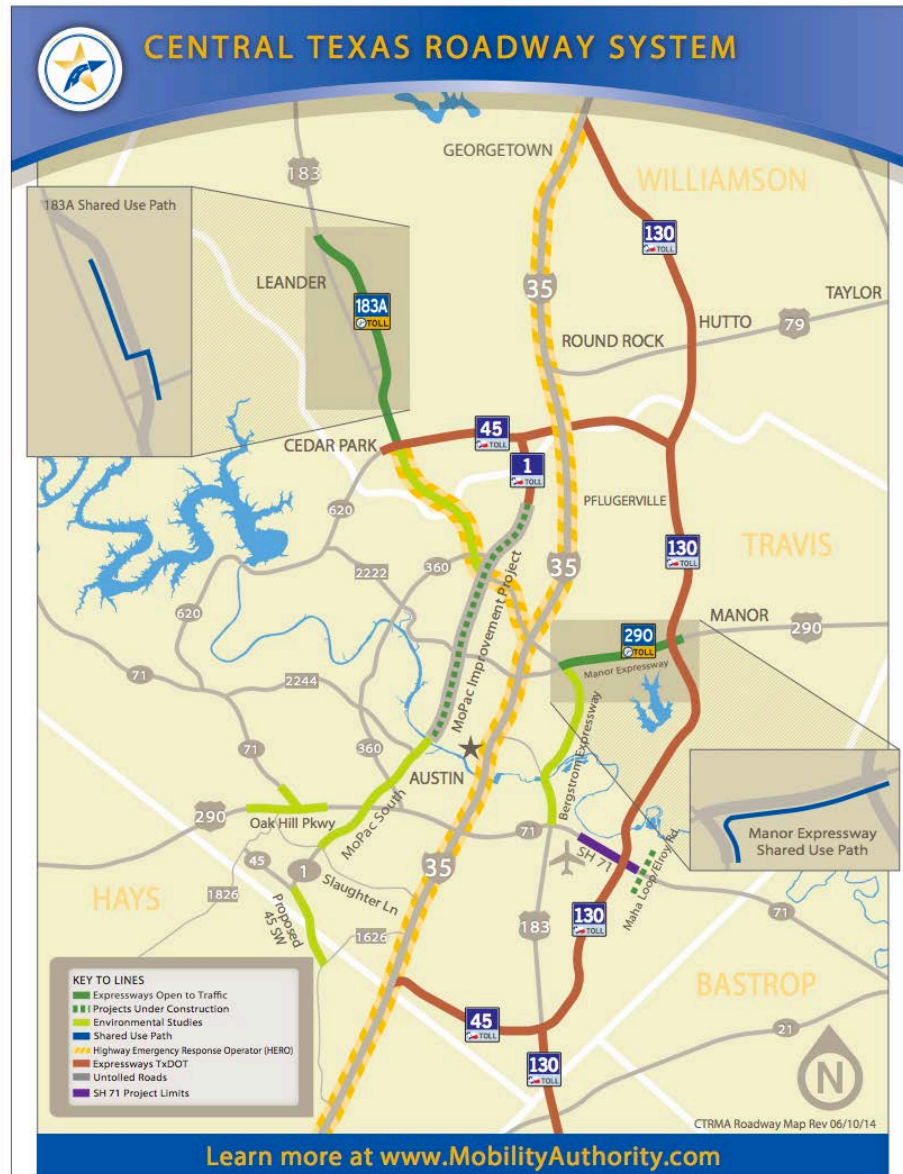 CENTRAL TEXAS ROADWAY SYSTEM
GEORGETOWN
WILLIAMSON
183
183A Shared Use Path
130
TOLL
LEANDER
35
TAYLOR
183A
TOLL
HUTTO
79
ROUND ROCK
45
TOLL
CEDAR PARK
1
TOLL
PFLUGERVILLE
620
130
TOLL
TRAVIS
2222
360
35
MoPac Improvement Project
620
MANOR
290
TOLL
290
Manor Expressway
71
2244
Bergstrom Expressway
360
71
AUSTIN
MoPac South
290
Oak Hill Pkwy
71
Manor Expressway
Shared Use Path
SH 71
Maha Loop/Elroy Rd.
45
1
35
Slaughter Ln
HAYS
1826
Proposed
45 SW
130
TOLL
71
183
1626
BASTROP
KEY TO LINES
Expressways Open to Traffic
Projects Under Construction
Environmental Studies
Shared Use Path
Highway Emergency Response Operator (HERO)
Expressways TxDOT
Untolled Roads
SH 71 Project Limits
45
TOLL
21
130
TOLL
N
CTRMA Roadway Map Rev 06/10/14
Learn more at www.MobilityAuthority.com